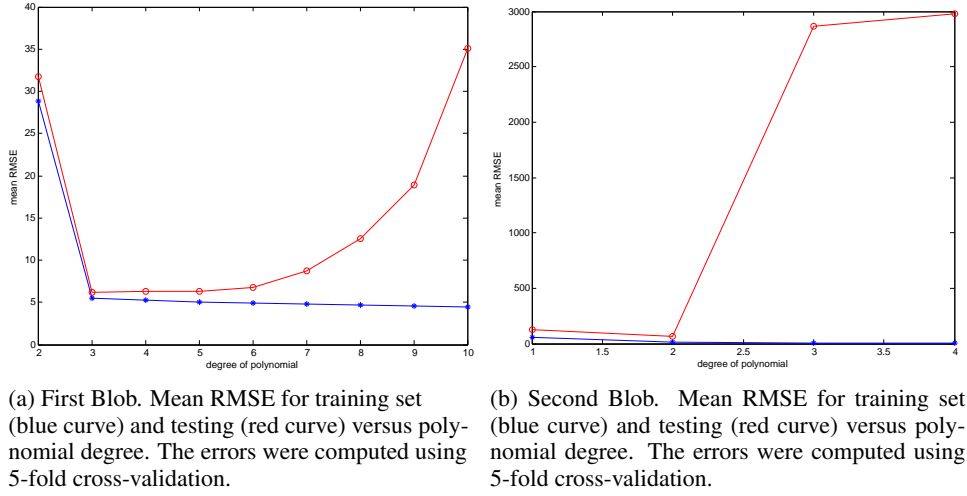 40
35
30
25
20
15
10
5
0
mean RMSE
2 3 4 5 6 7 8 9 10
degree of polynomial
3000
2500
2000
1500
1000
500
0
mean RMSE
1 1.5 2 2.5 3 3.5 4
degree of polynomial
(a) First Blob. Mean RMSE for training set
(blue curve) and testing (red curve) versus poly-
nomial degree. The errors were computed using
5-fold cross-validation.
(b) Second Blob. Mean RMSE for training set
(blue curve) and testing (red curve) versus poly-
nomial degree. The errors were computed using
5-fold cross-validation.